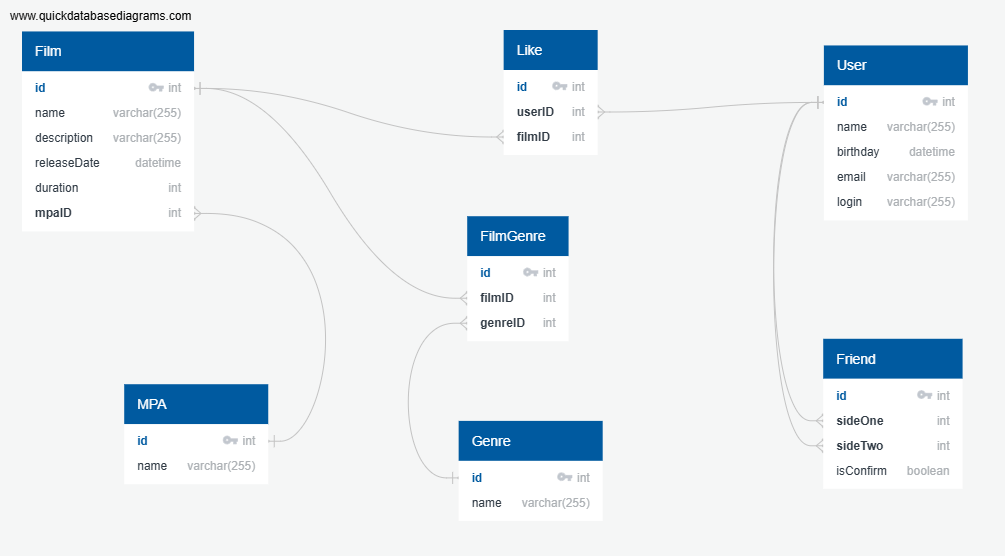 www.quickdatabasediagrams.com
Film
id int
name varchar(255)
description varchar(255)
releaseDate datetime
duration int
mpaID int
Like
id int
userID int
filmID int
User
id int
name varchar(255)
birthday datetime
email varchar(255)
login varchar(255)
FilmGenre
id int
filmID int
genreID int
MPA
id int
name varchar(255)
Genre
id int
name varchar(255)
Friend
id int
sideOne int
sideTwo int
isConfirm boolean